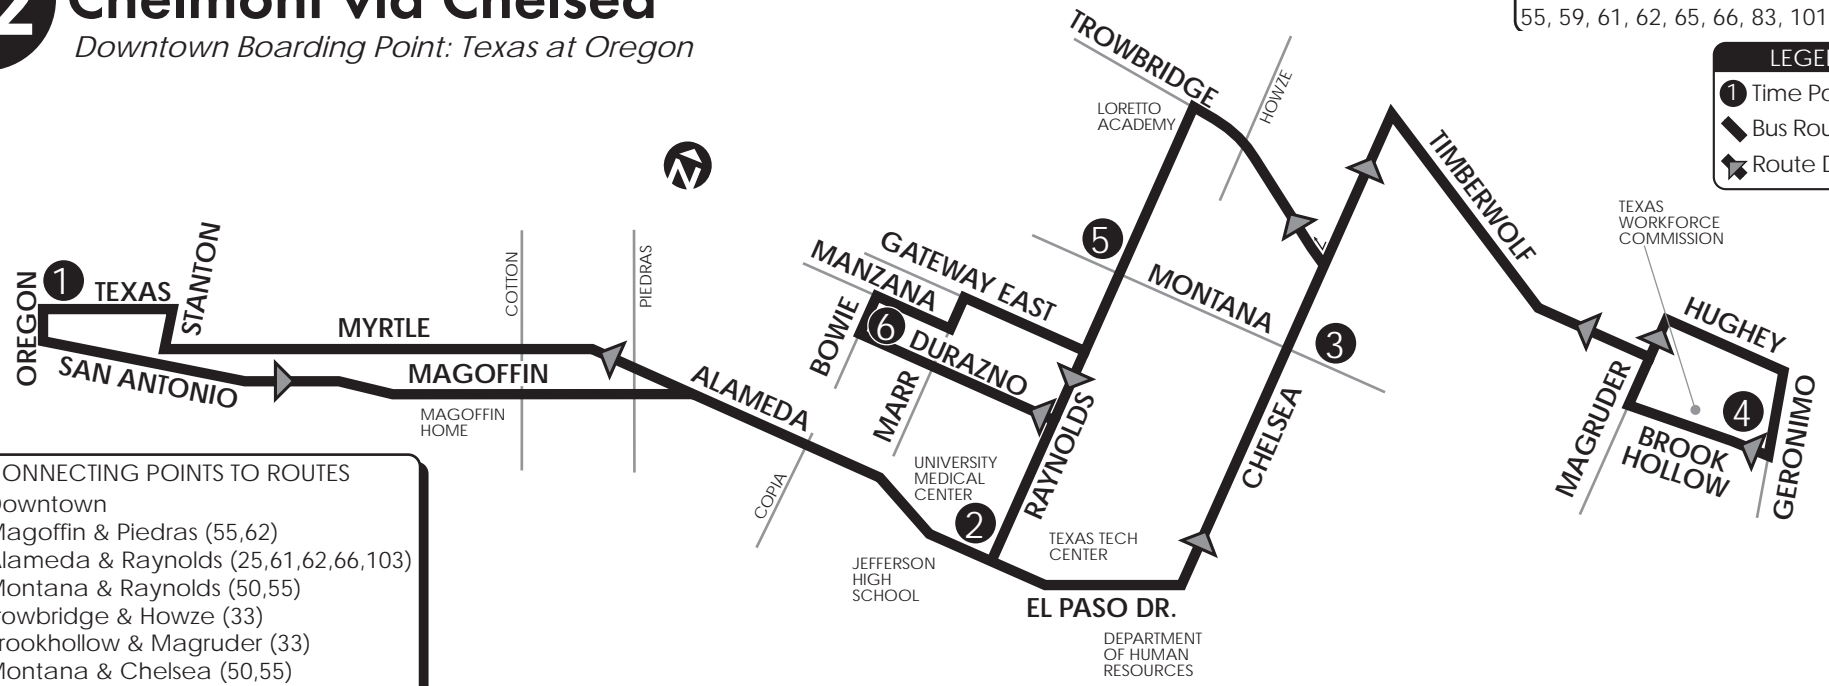 2 Chelmont via Chelsea
Downtown Boarding Point: Texas at Oregon
55, 59, 61, 62, 65, 66, 83, 101
1 Time Po
Bus Rou
Route D
TROWBRIDGE
HOWZE
LORETTO
ACADEMY
TIMBERWOLF
TEXAS
WORKFORCE
COMMISSION
OREGON
1
TEXAS
STANTON
MYRTLE
SAN ANTONIO
MAGOFFIN
MAGOFFIN
HOME
COTTON
PIEDRAS
N
ALAMEDA
COPIA
MANZANA
GATEWAY EAST
BOWIE
6
DURAZNO
MARR
5
MONTANA
3
RAYNOLDS
CHELSEA
UNIVERSITY
MEDICAL
CENTER
2
TEXAS TECH
CENTER
JEFFERSON
HIGH
SCHOOL
EL PASO DR.
DEPARTMENT
OF HUMAN
RESOURCES
HUGHEY
MAGRUDER
4
BROOK
HOLLOW
GERONIMO
ONNECTING POINTS TO ROUTES
owntown
agoffin & Piedras (55,62)
lameda & Raynolds (25,61,62,66,103)
ontana & Raynolds (50,55)
rowbridge & Howze (33)
rookhollow & Magruder (33)
ontana & Chelsea (50,55)